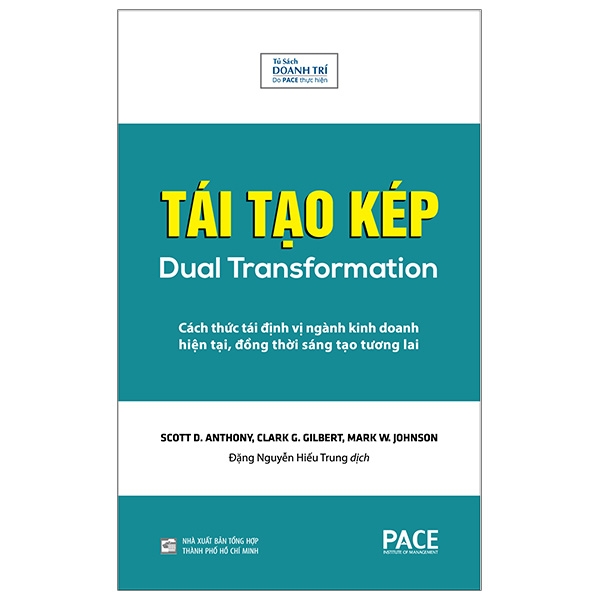 Tủ Sách
DOANH TRÍ
Do PACE thực hiện
TÁI TẠO KÉP
Dual Transformation
Cách thức tái định vị ngành kinh doanh
hiện tại, đồng thời sáng tạo tương lai
SCOTT D. ANTHONY, CLARK G. GILBERT, MARK W. JOHNSON
Đặng Nguyễn Hiếu Trung dịch
NHÀ XUẤT BẢN TỔNG HỢP
THÀNH PHỐ HỒ CHÍ MINH
PACE
INSTITUTE OF MANAGEMENT